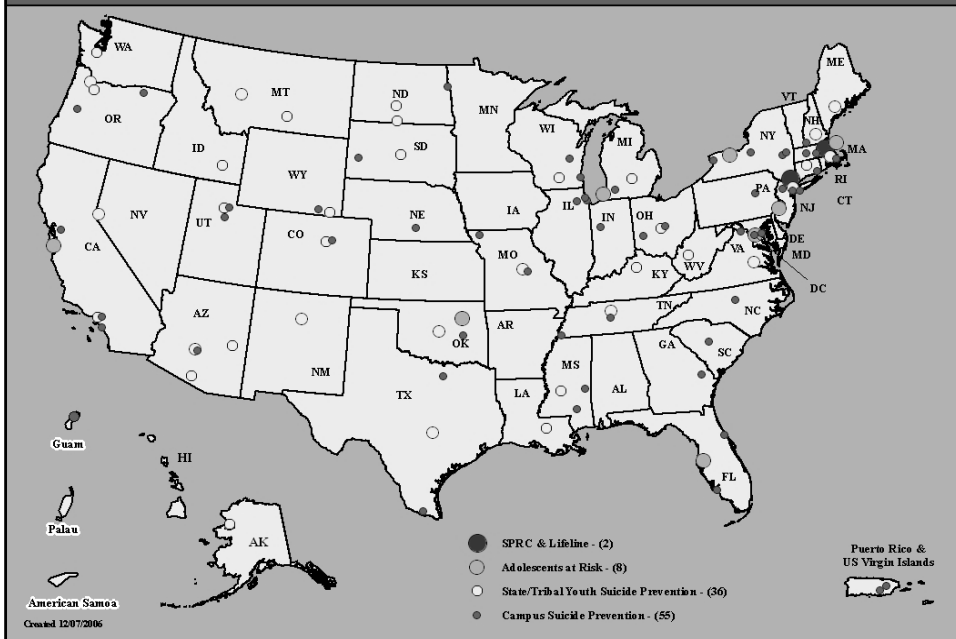 WA
ME
MT
ND
MN
VT
NH
OR
WI
NY
ID
SD
MI
MA
WY
RI
PA
CT
IA
NJ
NE
IL
IN
OH
NV
UT
CO
DE
CA
VA
MD
WV
MO
KS
KY
DC
TN
NC
AZ
AR
OK
SC
NM
MS
GA
AL
TX
LA
Guam
HI
FL
Palau
AK
SPRC & Lifeline - (2)
Puerto Rico &
US Virgin Islands
Adolescents at Risk - (8)
State/Tribal Youth Suicide Prevention - (36)
American Samoa
Campus Suicide Prevention - (55)
Created 12/07/2006